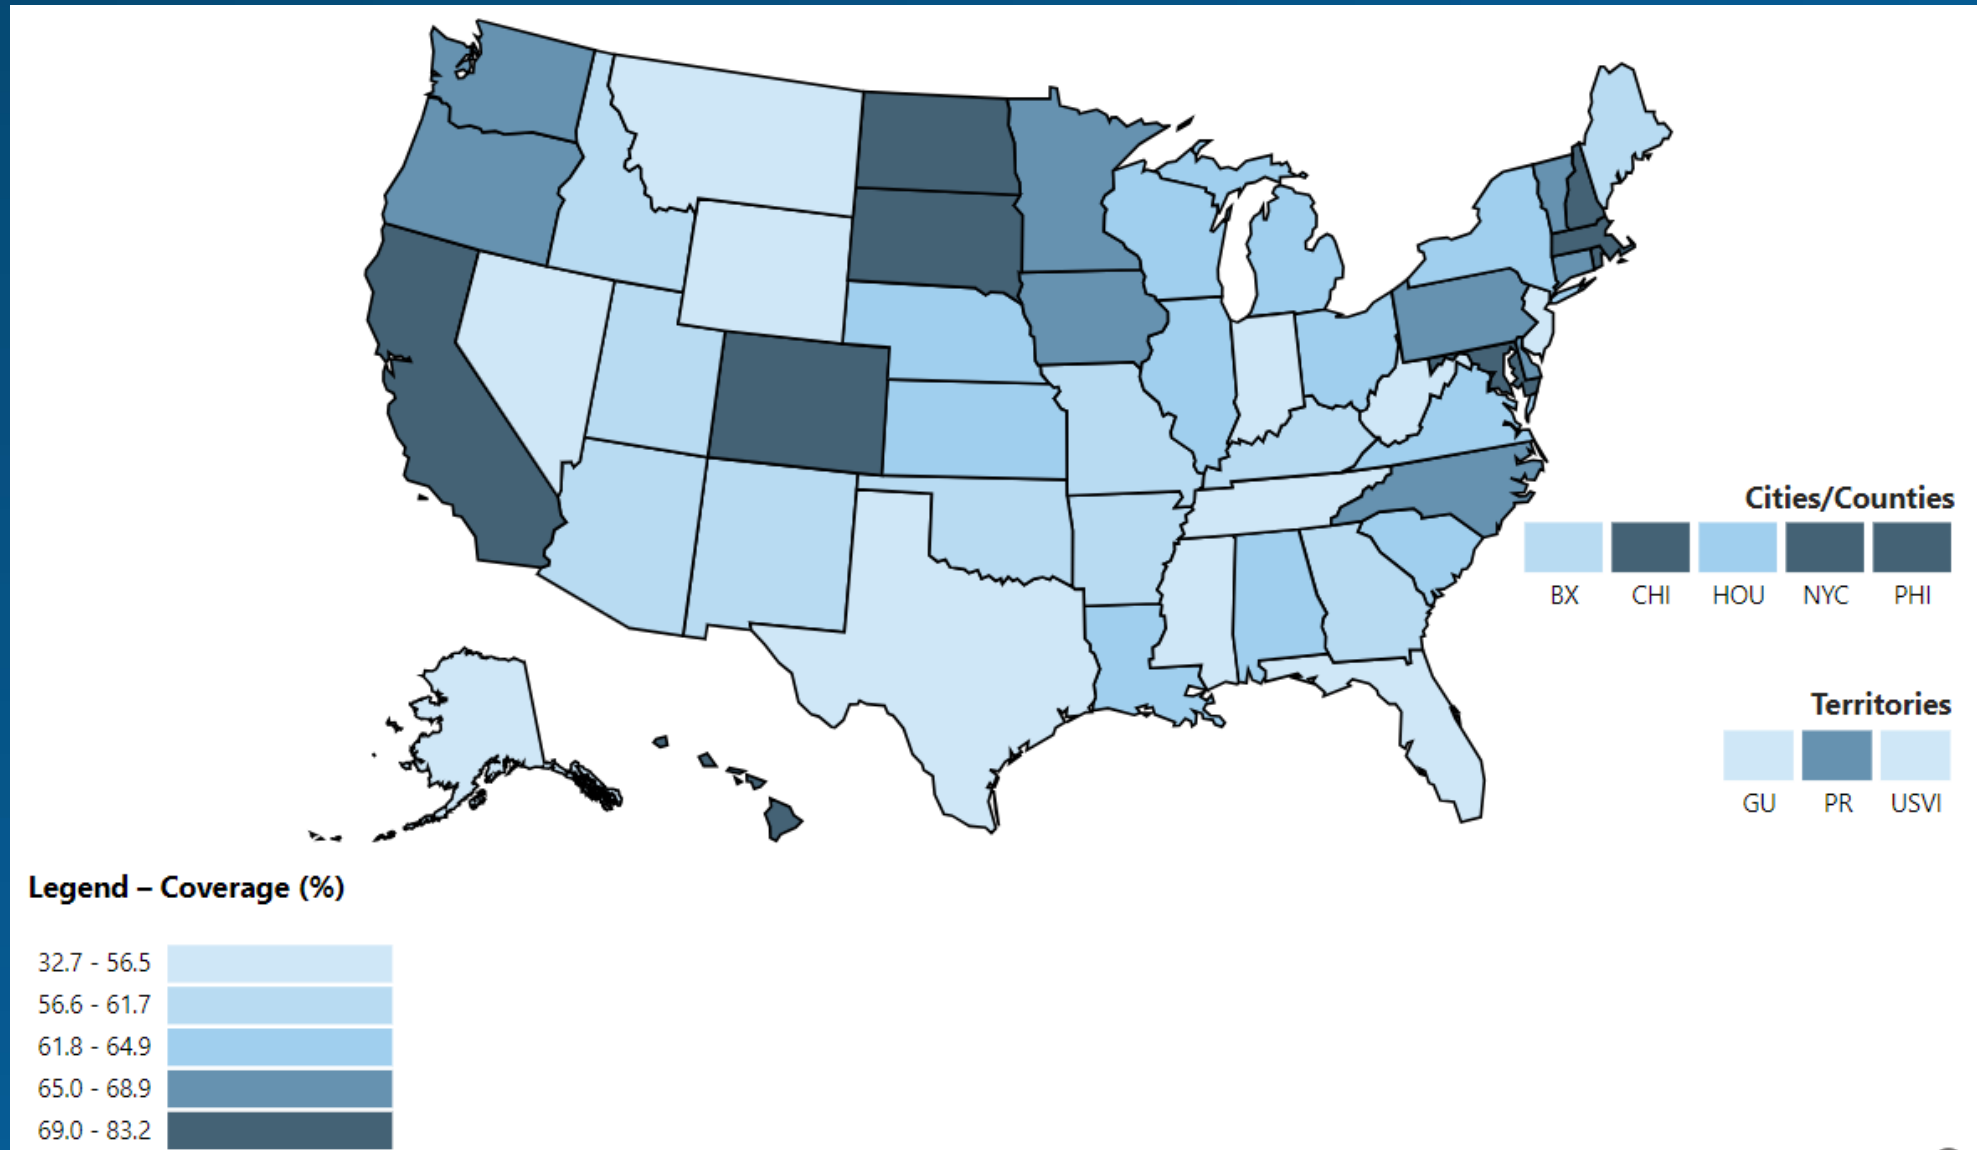 Cities/Counties
BX CHI HOU NYC PHI
Territories
GU PR USVI
Legend – Coverage (%)
32.7 - 56.5
56.6 - 61.7
61.8 - 64.9
65.0 - 68.9
69.0 - 83.2